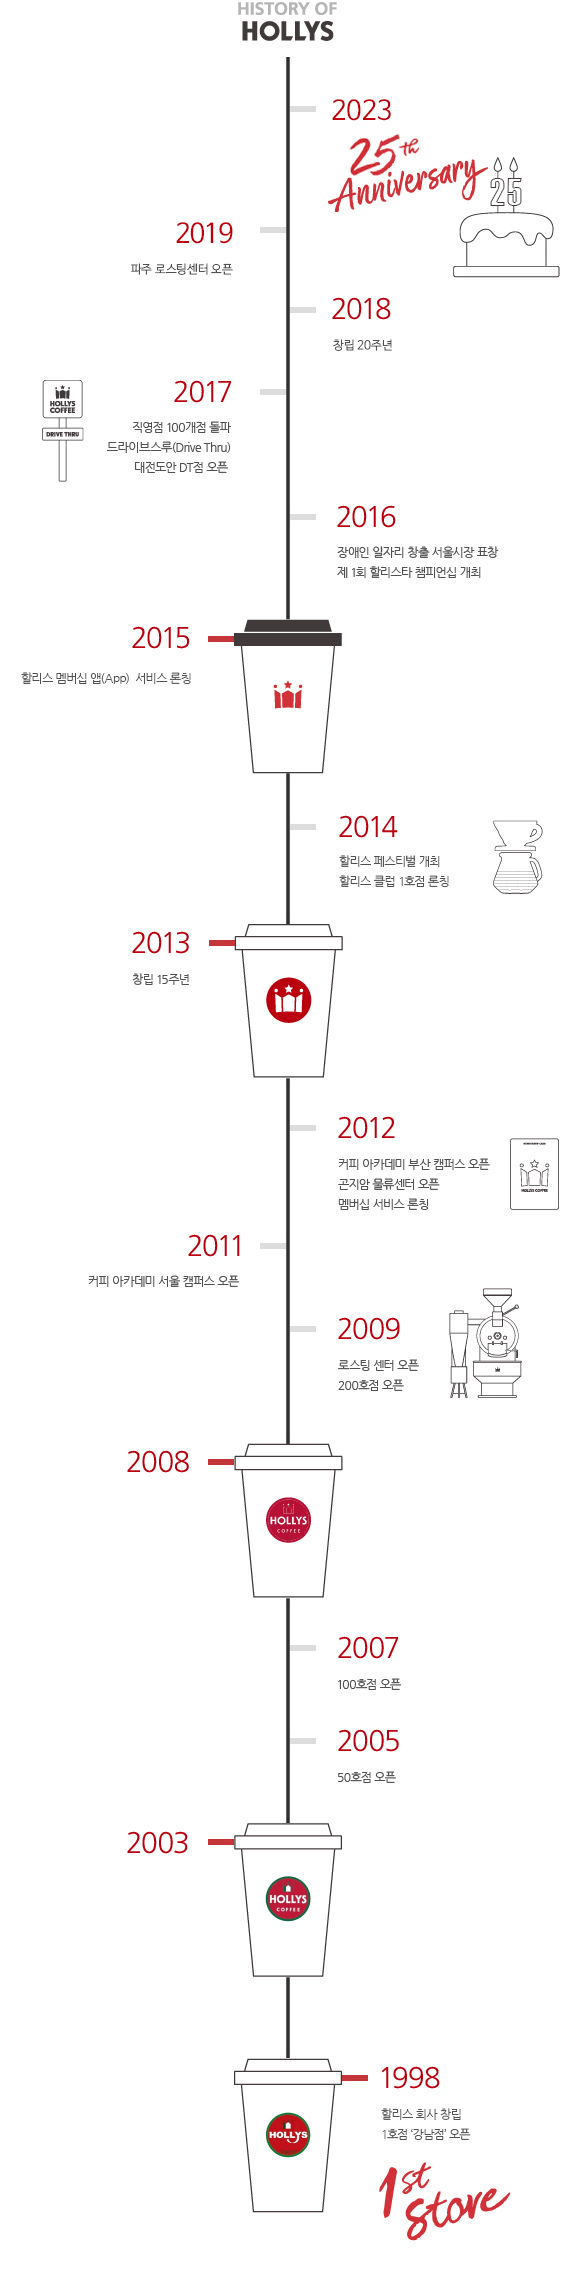 HISTORY OF
HOLLYS
2023
25th
Anniversary
25
2019
파주 로스팅센터 오픈
2018
창립 20주년
2017
직영점 100개점 돌파
드라이브스루(Drive Thru)
대전도안 DT점 오픈
HOLLYS
COFFEE
DRIVE THRU
2016
장애인 일자리 창출 서울시장 표창
제 1회 할리스타 챔피언십 개최
2015
할리스 멤버십 앱(App) 서비스 론칭
2014
할리스 페스티벌 개최
할리스 클럽 1호점 론칭
2013
창립 15주년
2012
커피 아카데미 부산 캠퍼스 오픈
곤지암 물류센터 오픈
멤버십 서비스 론칭
HOLLYS COFFEE
2011
커피 아카데미 서울 캠퍼스 오픈
2009
로스팅 센터 오픈
200호점 오픈
2008
HOLLYS
COFFEE
2007
100호점 오픈
2005
50호점 오픈
2003
HOLLYS
COFFEE
1998
할리스 회사 창립
1호점 ‘강남점’ 오픈
HOLLYS
1st
Store